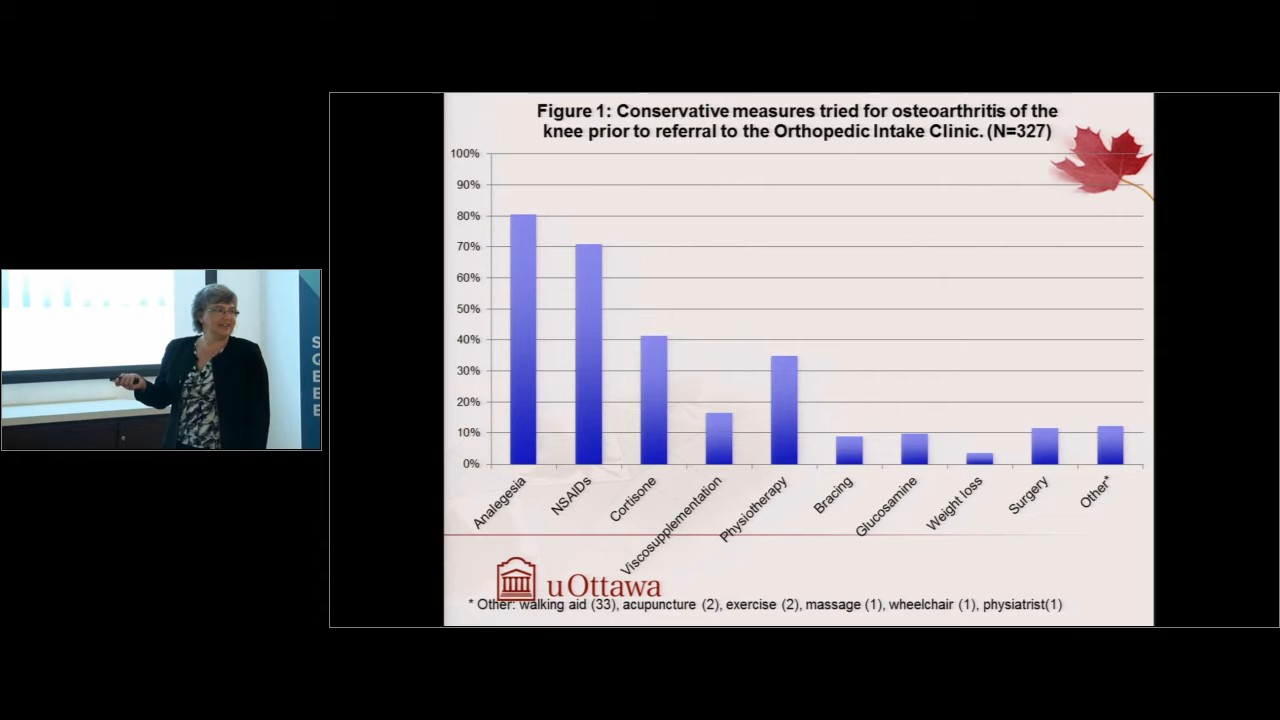 Figure 1: Conservative measures tried for osteoarthritis of the
knee prior to referral to the Orthopedic Intake Clinic. (N=327)
100%
90%
80%
70%
60%
50%
40%
30%
20%
10%
0%
Analegesia
NSAIDs
Cortisone
Viscosupplementation
Physiotherapy
Bracing
Glucosamine
Weight loss
Surgery
Other*
uOttawa
* Other: walking aid (33), acupuncture (2), exercise (2), massage (1), wheelchair (1), physiatrist(1)